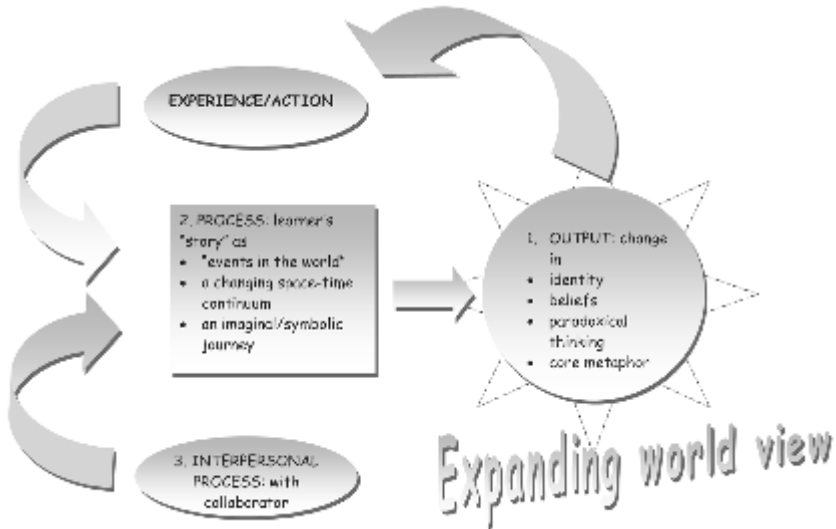 EXPERIENCE/ACTION
2. PROCESS: learner's
"story" as
• "events in the world"
• a changing space-time
continuum
• an imaginal/symbolic
journey
1. OUTPUT: change
in
• identity
• beliefs
• paradoxical
thinking
• core metaphor
3. INTERPERSONAL
PROCESS: with
collaborator
Expanding world view